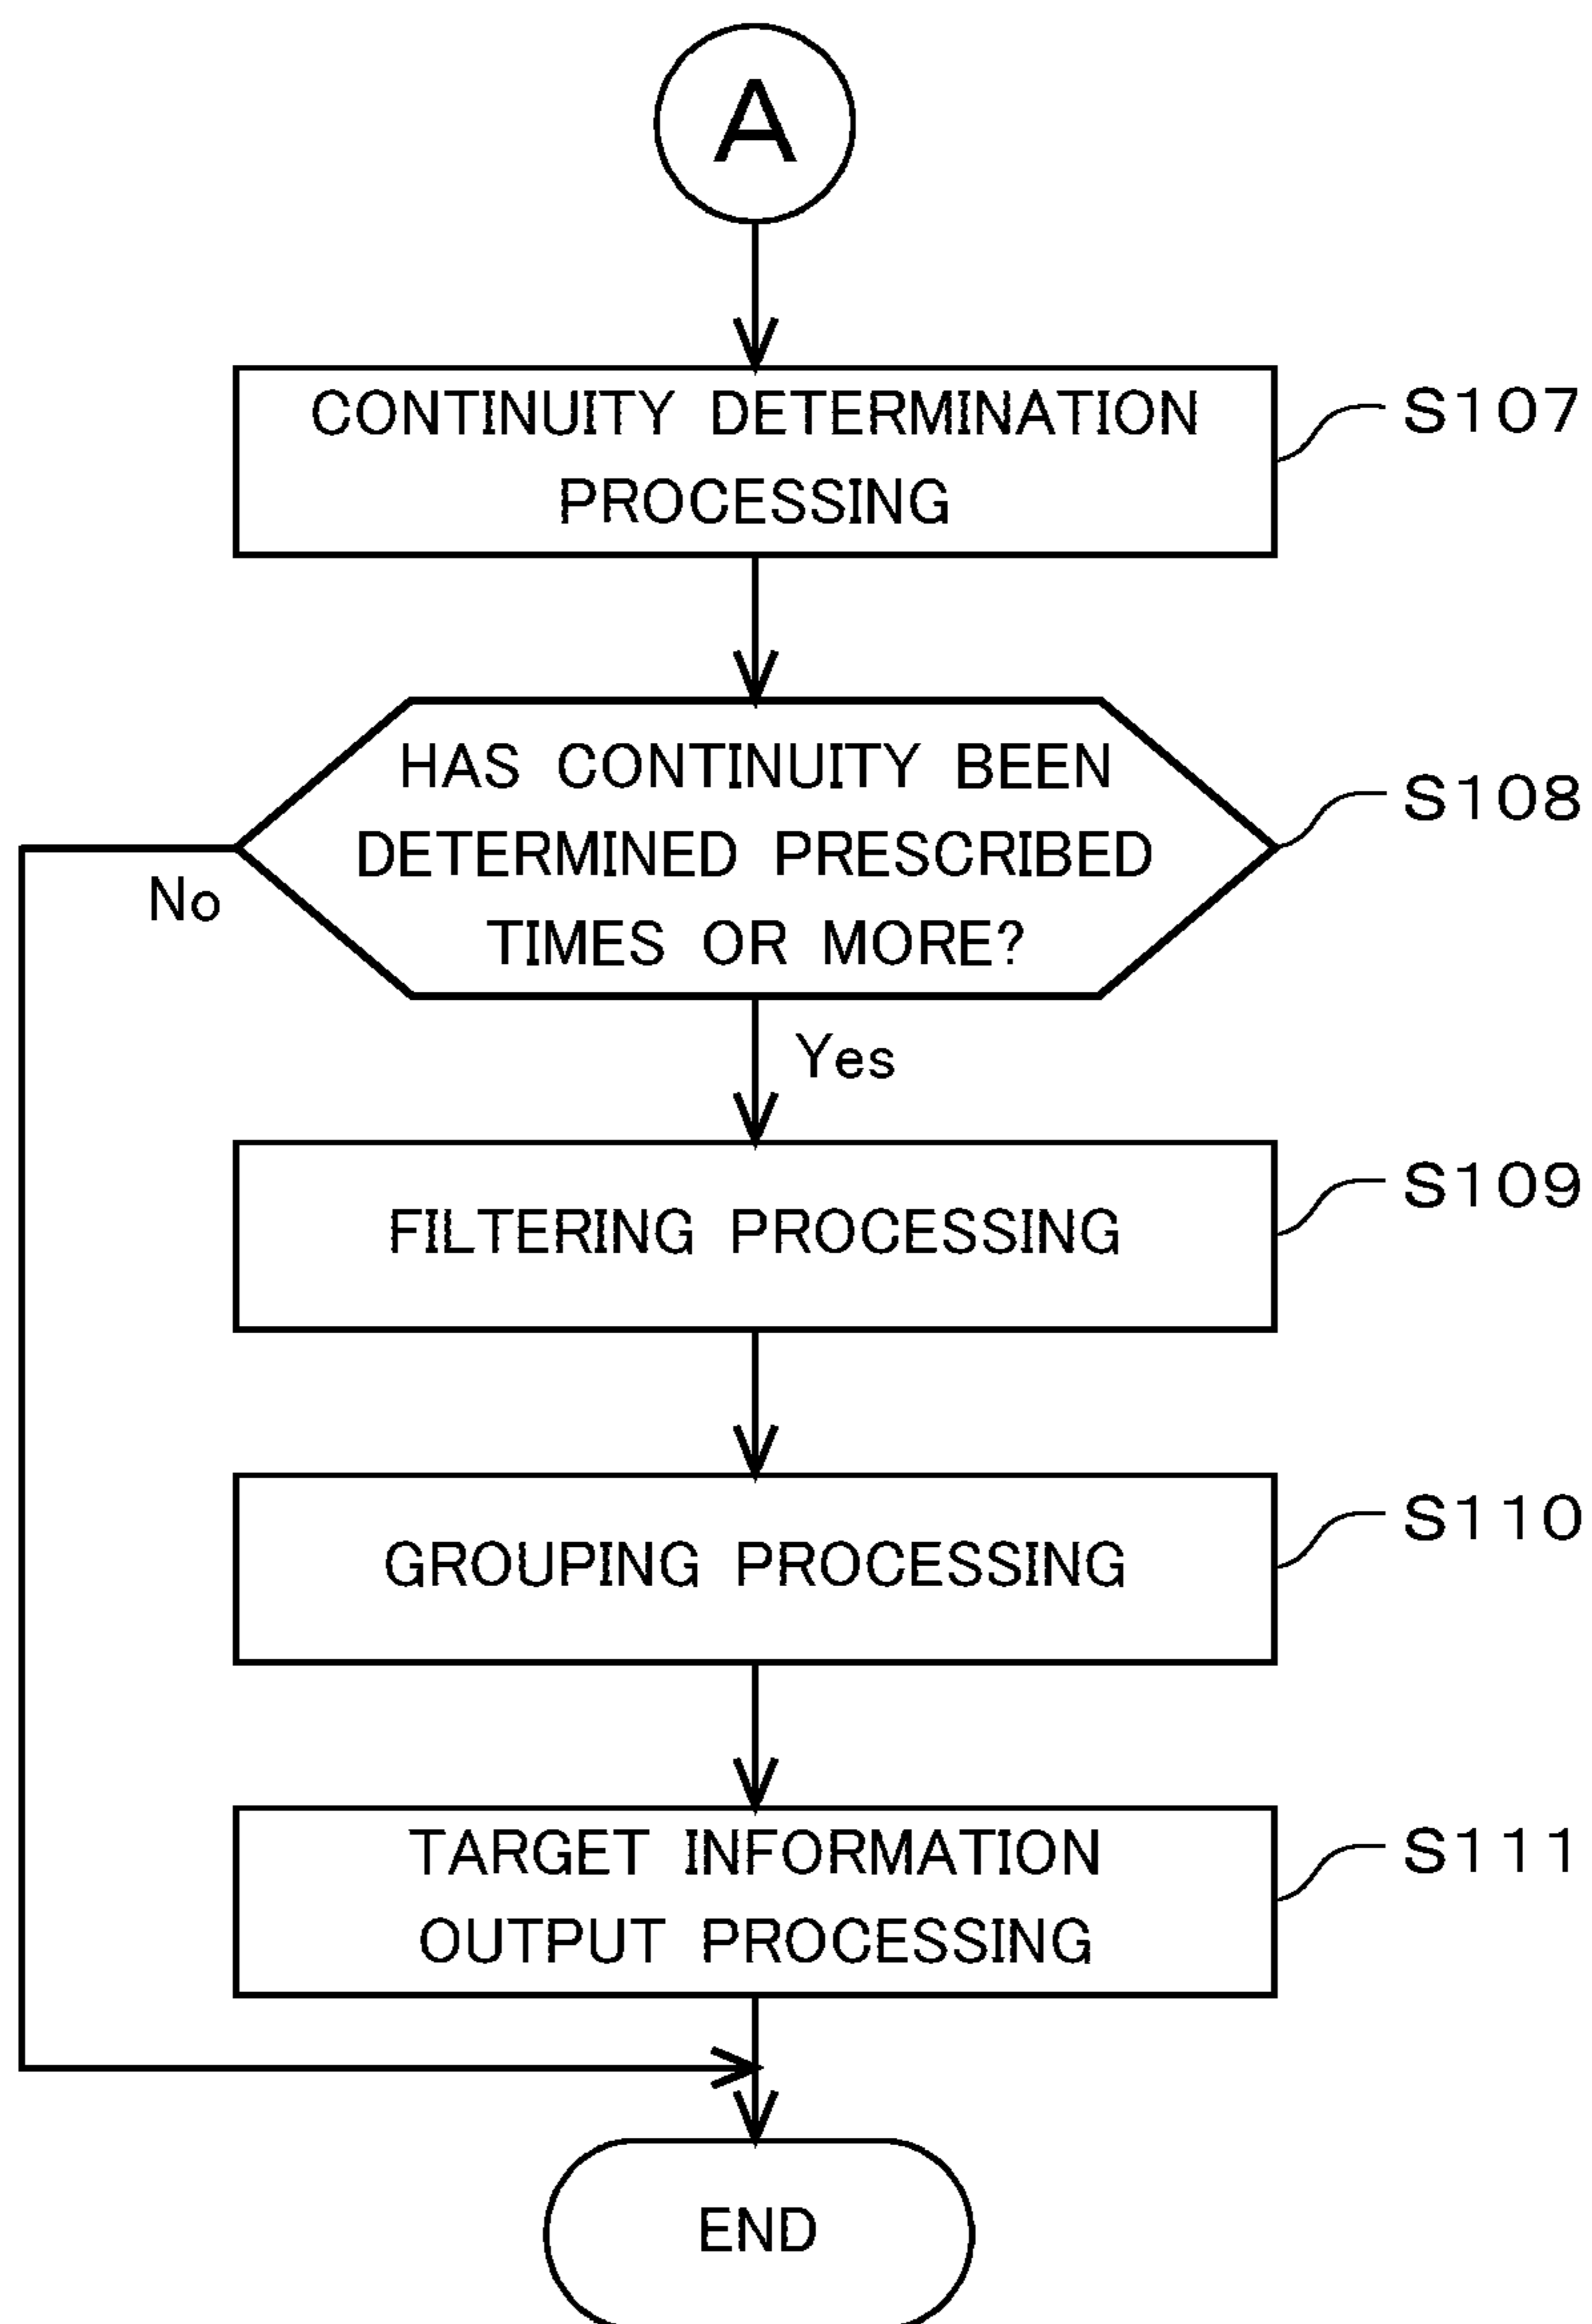 A
CONTINUITY DETERMINATION
PROCESSING
S107
HAS CONTINUITY BEEN
DETERMINED PRESCRIBED
TIMES OR MORE?
S108
No
Yes
FILTERING PROCESSING
S109
GROUPING PROCESSING
S110
TARGET INFORMATION
OUTPUT PROCESSING
S111
END